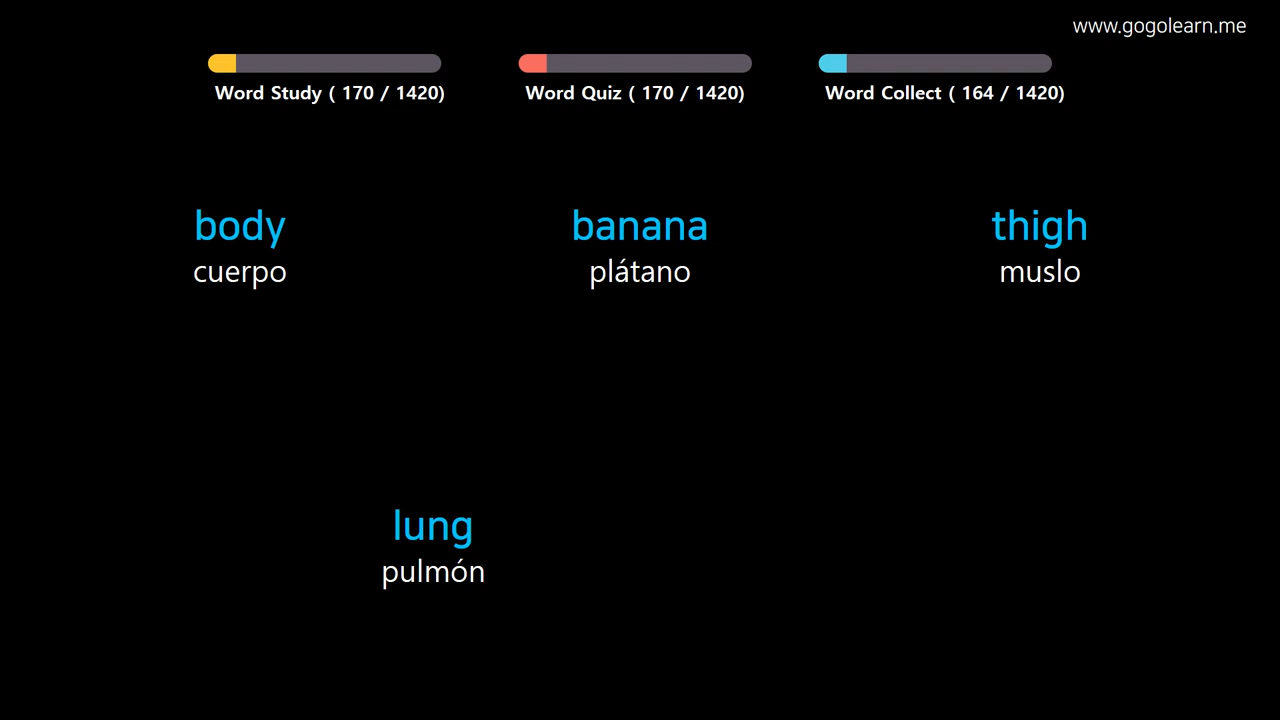 www.gogolearn.me
Word Study ( 170 / 1420)
Word Quiz ( 170 / 1420)
Word Collect ( 164 / 1420)
body
cuerpo
banana
plátano
thigh
muslo
lung
pulmón